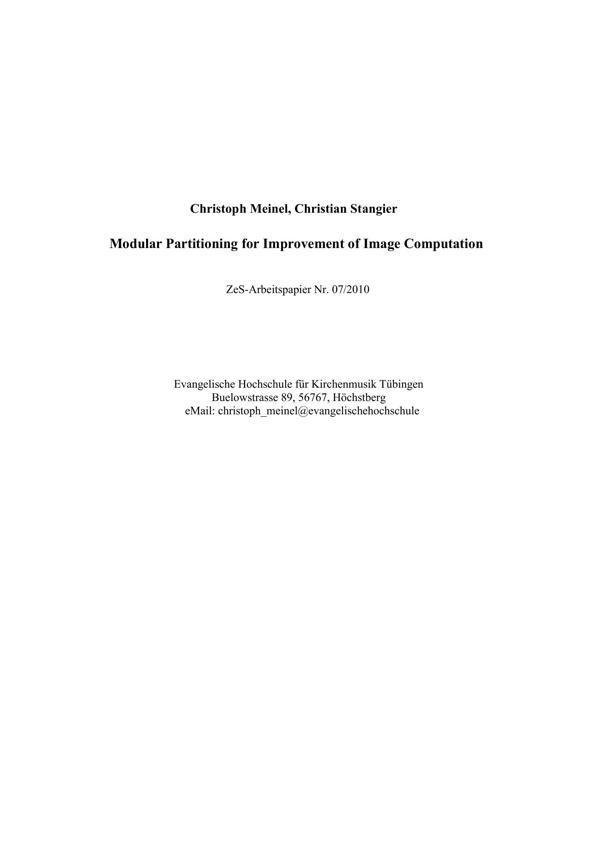 Christoph Meinel, Christian Stangier
Modular Partitioning for Improvement of Image Computation
ZeS-Arbeitspapier Nr. 07/2010
Evangelische Hochschule für Kirchenmusik Tübingen
Buelowstrasse 89, 56767, Höchstberg
eMail: christoph_meinel@evangelischehochschule